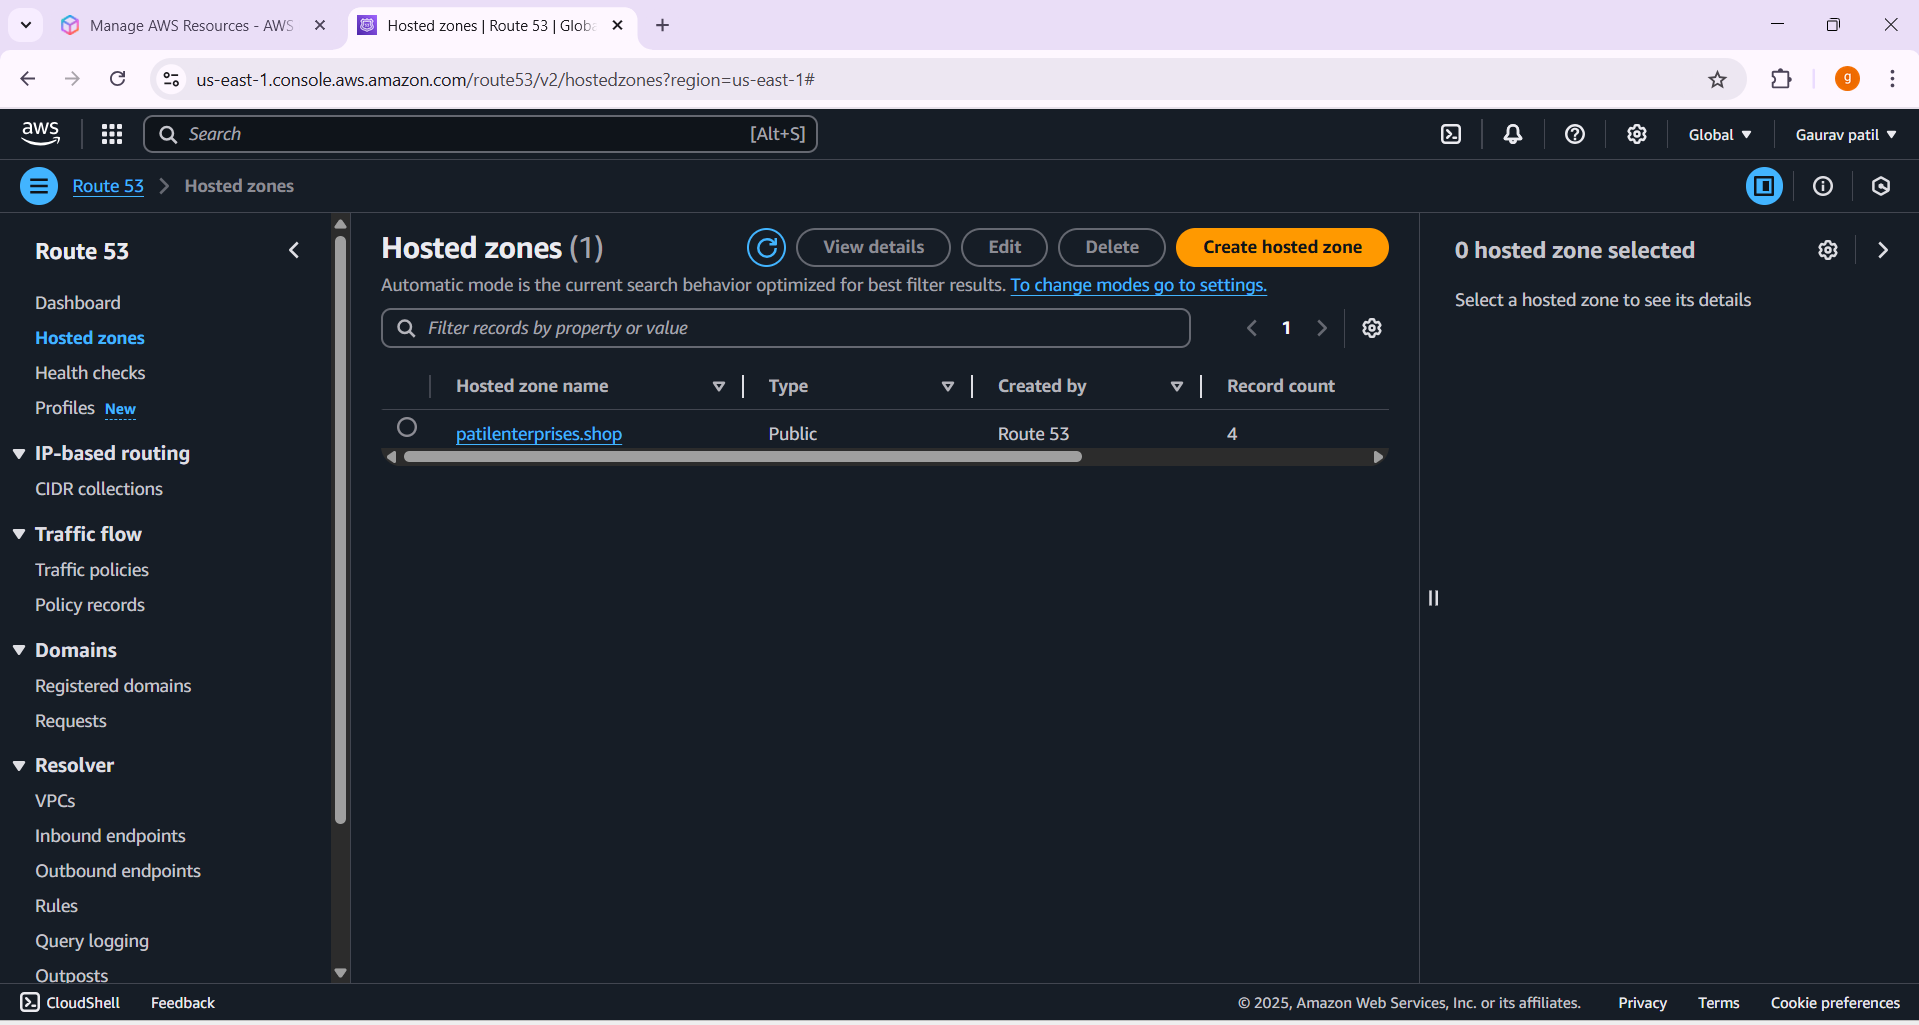 Manage AWS Resources - AWS
Hosted zones | Route 53 | Globa
us-east-1.console.aws.amazon.com/route53/v2/hostedzones?region=us-east-1#
g
aws
Search
[Alt+S]
Global
Gaurav patil
Route 53
Hosted zones
Route 53
Dashboard
Hosted zones
Health checks
Profiles New
IP-based routing
CIDR collections
Traffic flow
Traffic policies
Policy records
Domains
Registered domains
Requests
Resolver
VPCs
Inbound endpoints
Outbound endpoints
Rules
Query logging
Outposts
Hosted zones (1)
View details
Edit
Delete
Create hosted zone
Automatic mode is the current search behavior optimized for best filter results. To change modes go to settings.
Filter records by property or value
1
Hosted zone name
Type
Created by
Record count
patilenterprises.shop
Public
Route 53
4
0 hosted zone selected
Select a hosted zone to see its details
CloudShell
Feedback
© 2025, Amazon Web Services, Inc. or its affiliates.
Privacy
Terms
Cookie preferences